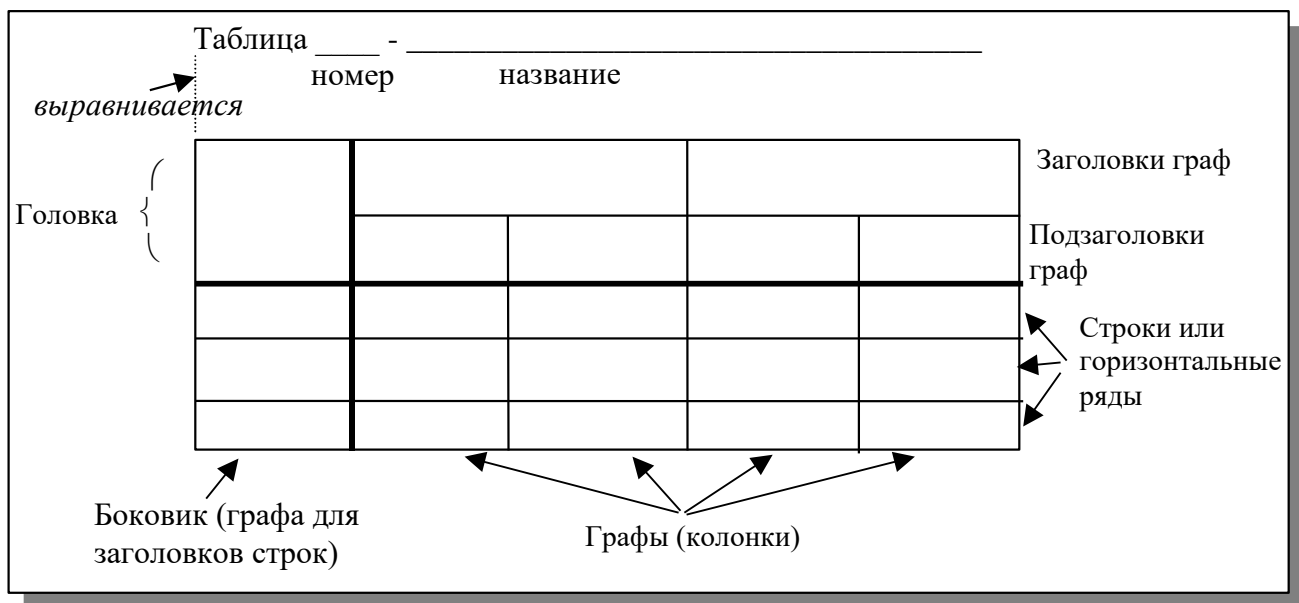 Таблица ____ - ____________________________________
номер название
выравнивается
Заголовки граф
Головка
Подзаголовки
граф
Строки или
горизонтальные
ряды
Боковик (графа для
заголовков строк)
Графы (колонки)